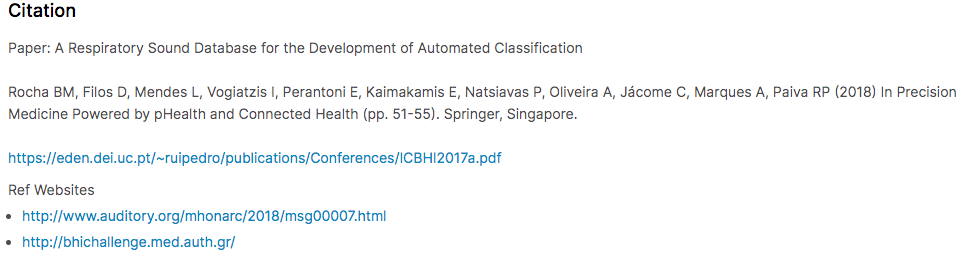 Citation
Paper: A Respiratory Sound Database for the Development of Automated Classification
Rocha BM, Filos D, Mendes L, Vogiatzis I, Perantoni E, Kaimakamis E, Natsiavas P, Oliveira A, Jácome C, Marques A, Paiva RP (2018) In Precision
Medicine Powered by pHealth and Connected Health (pp. 51-55). Springer, Singapore.
https://eden.dei.uc.pt/~ruipedro/publications/Conferences/ICBHI2017a.pdf
Ref Websites
• http://www.auditory.org/mhonarc/2018/msg00007.html
• http://bhichallenge.med.auth.gr/